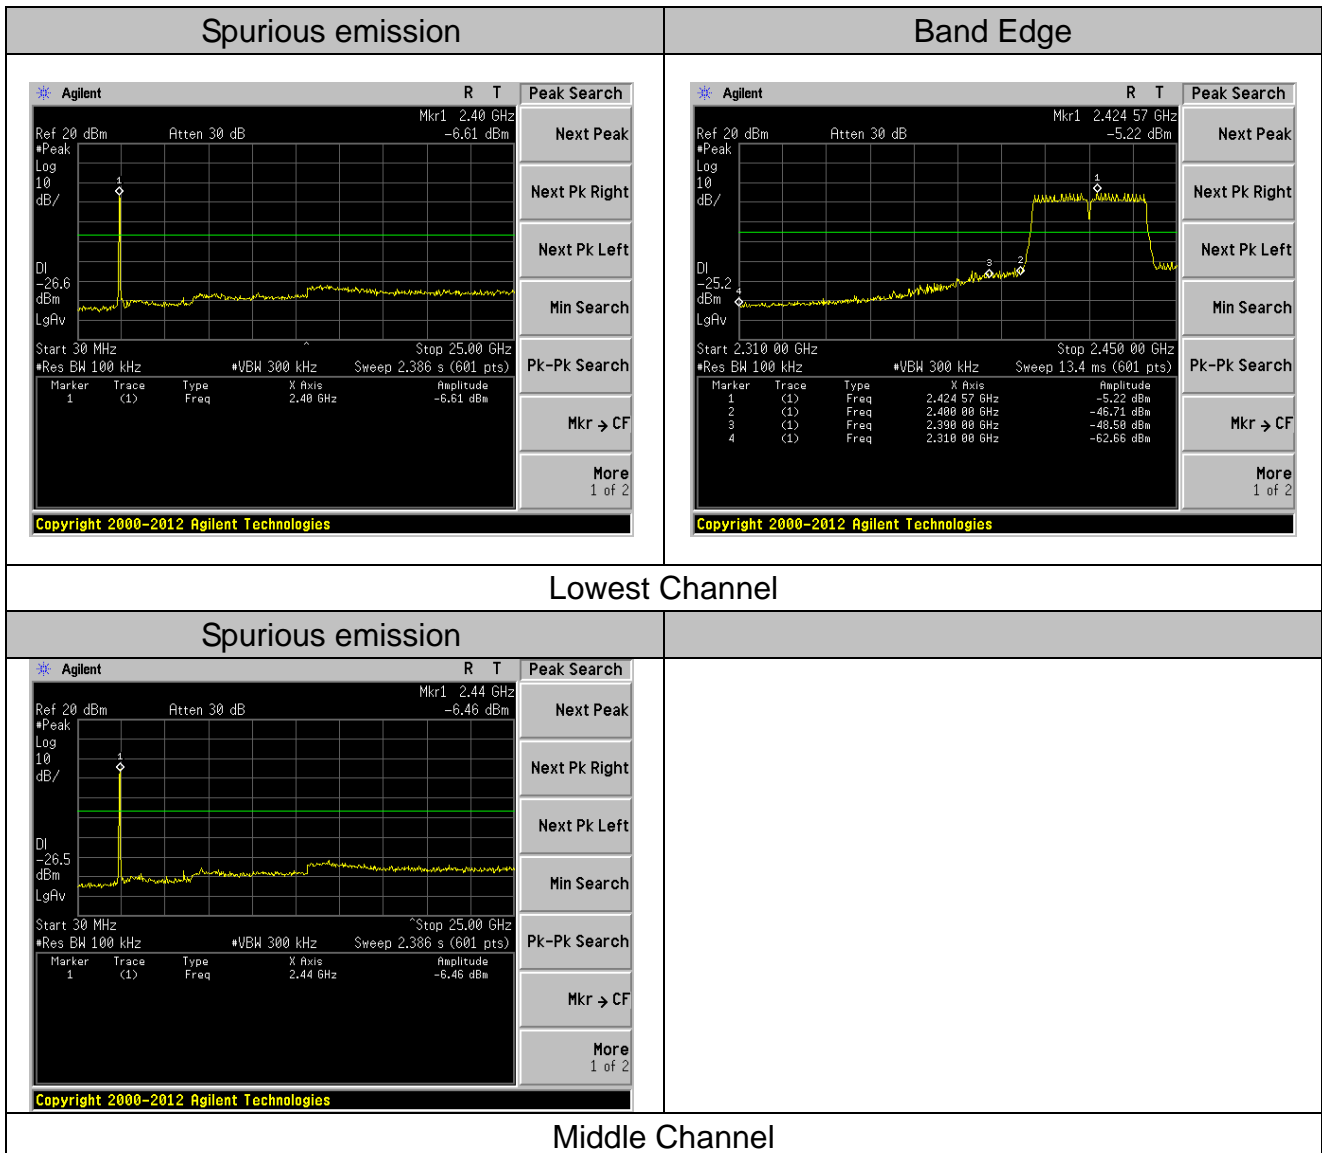 Spurious emission
Band Edge
Agilent R T Peak Search
Mkr1 2.40 GHz
Ref 20 dBm Atten 30 dB -6.61 dBm
#Peak
Log
10
dB/
1
DI
-26.6
dBm
LgAv
Start 30 MHz ^ Stop 25.00 GHz
#Res BW 100 kHz #VBW 300 kHz Sweep 2.386 s (601 pts)
Marker Trace Type X Axis Amplitude
1 (1) Freq 2.40 GHz -6.61 dBm
Next Peak
Next Pk Right
Next Pk Left
Min Search
Pk-Pk Search
Mkr → CF
More
1 of 2
Copyright 2000-2012 Agilent Technologies
Agilent R T Peak Search
Mkr1 2.424 57 GHz
Ref 20 dBm Atten 30 dB -5.22 dBm
#Peak
Log
10
dB/
1
3 2
DI
-25.2
dBm
4
LgAv
Start 2.310 00 GHz Stop 2.450 00 GHz
#Res BW 100 kHz #VBW 300 kHz Sweep 13.4 ms (601 pts)
Marker Trace Type X Axis Amplitude
1 (1) Freq 2.424 57 GHz -5.22 dBm
2 (1) Freq 2.400 00 GHz -46.71 dBm
3 (1) Freq 2.390 00 GHz -48.50 dBm
4 (1) Freq 2.310 00 GHz -62.66 dBm
Next Peak
Next Pk Right
Next Pk Left
Min Search
Pk-Pk Search
Mkr → CF
More
1 of 2
Copyright 2000-2012 Agilent Technologies
Lowest Channel
Spurious emission
Agilent R T Peak Search
Mkr1 2.44 GHz
Ref 20 dBm Atten 30 dB -6.46 dBm
#Peak
Log
10
dB/
1
DI
-26.5
dBm
LgAv
Start 30 MHz ^Stop 25.00 GHz
#Res BW 100 kHz #VBW 300 kHz Sweep 2.386 s (601 pts)
Marker Trace Type X Axis Amplitude
1 (1) Freq 2.44 GHz -6.46 dBm
Next Peak
Next Pk Right
Next Pk Left
Min Search
Pk-Pk Search
Mkr → CF
More
1 of 2
Copyright 2000-2012 Agilent Technologies
Middle Channel